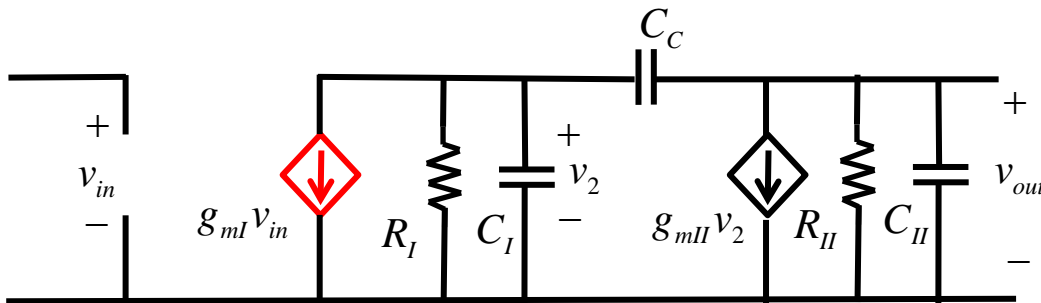 C_C
+
v_in
−
g_mI v_in
R_I
C_I
+
v_2
−
g_mII v_2
R_II
C_II
+
v_out
−